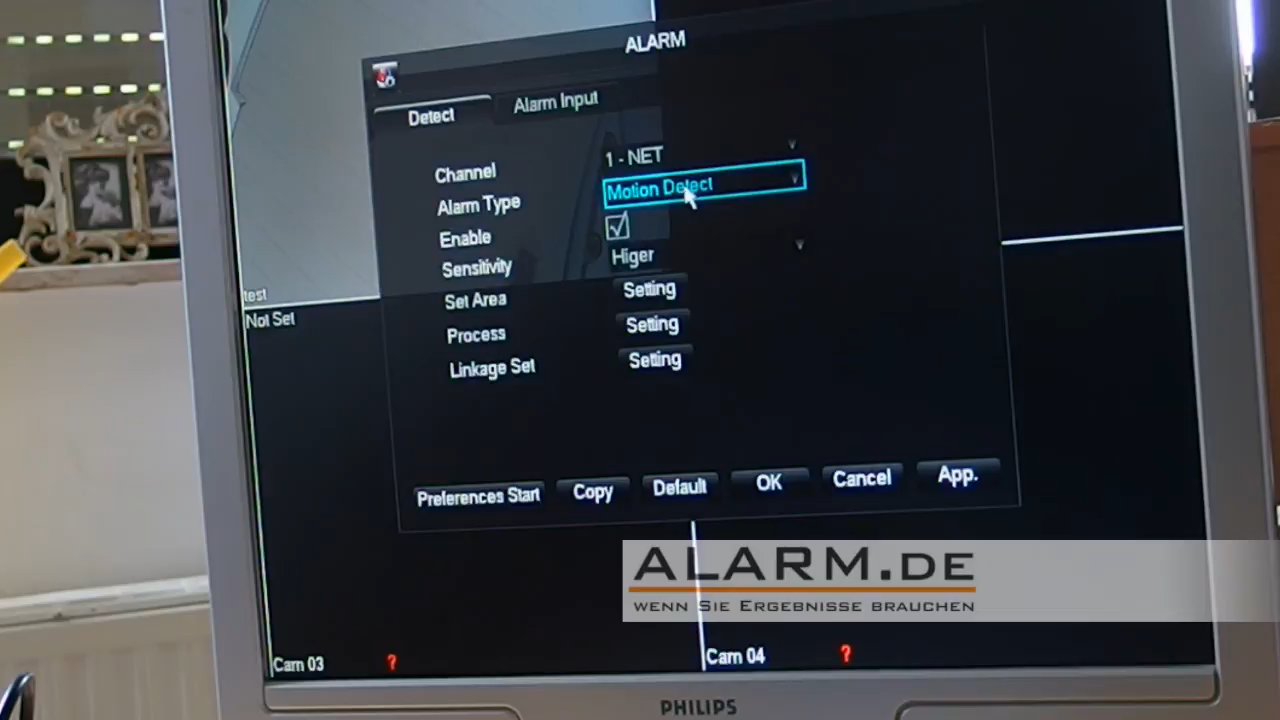 ALARM
Detect
Alarm Input
Channel
1 - NET
Alarm Type
Motion Detect
Enable
Sensitivity
Higer
Set Area
Setting
Process
Setting
Linkage Set
Setting
Preferences Start
Copy
Default
OK
Cancel
App.
test
Not Set
ALARM.DE
WENN SIE ERGEBNISSE BRAUCHEN
Cam 03
?
Cam 04
?
PHILIPS